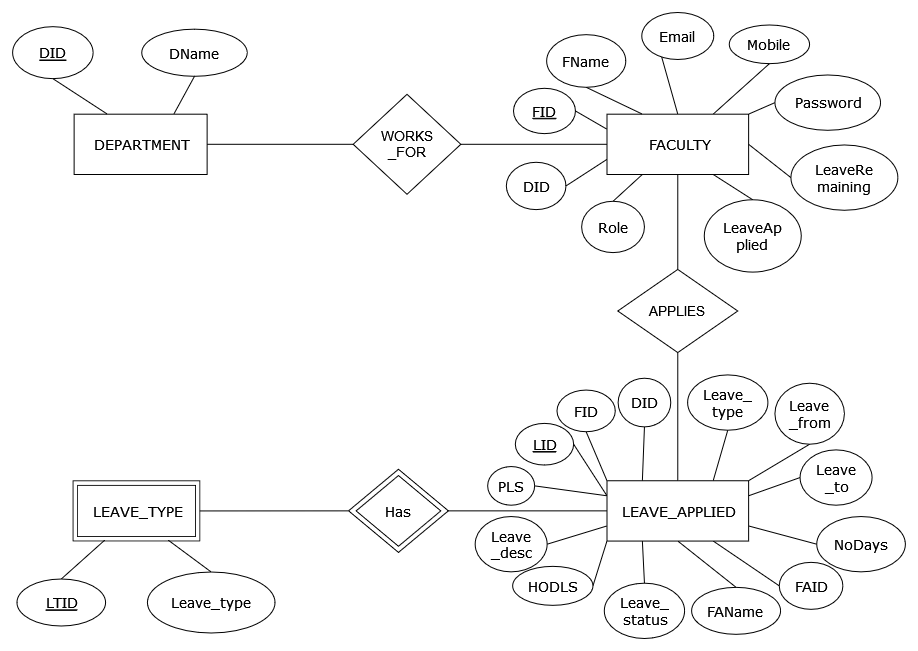 DID
DName
FName
Email
Mobile
FID
Password
DEPARTMENT
WORKS
_FOR
FACULTY
DID
LeaveRe
maining
Role
LeaveAp
plied
APPLIES
FID
DID
Leave_
type
Leave
_from
LID
PLS
Leave
_to
LEAVE_TYPE
Has
LEAVE_APPLIED
Leave
_desc
NoDays
HODLS
FAID
LTID
Leave_type
Leave_
status
FAName